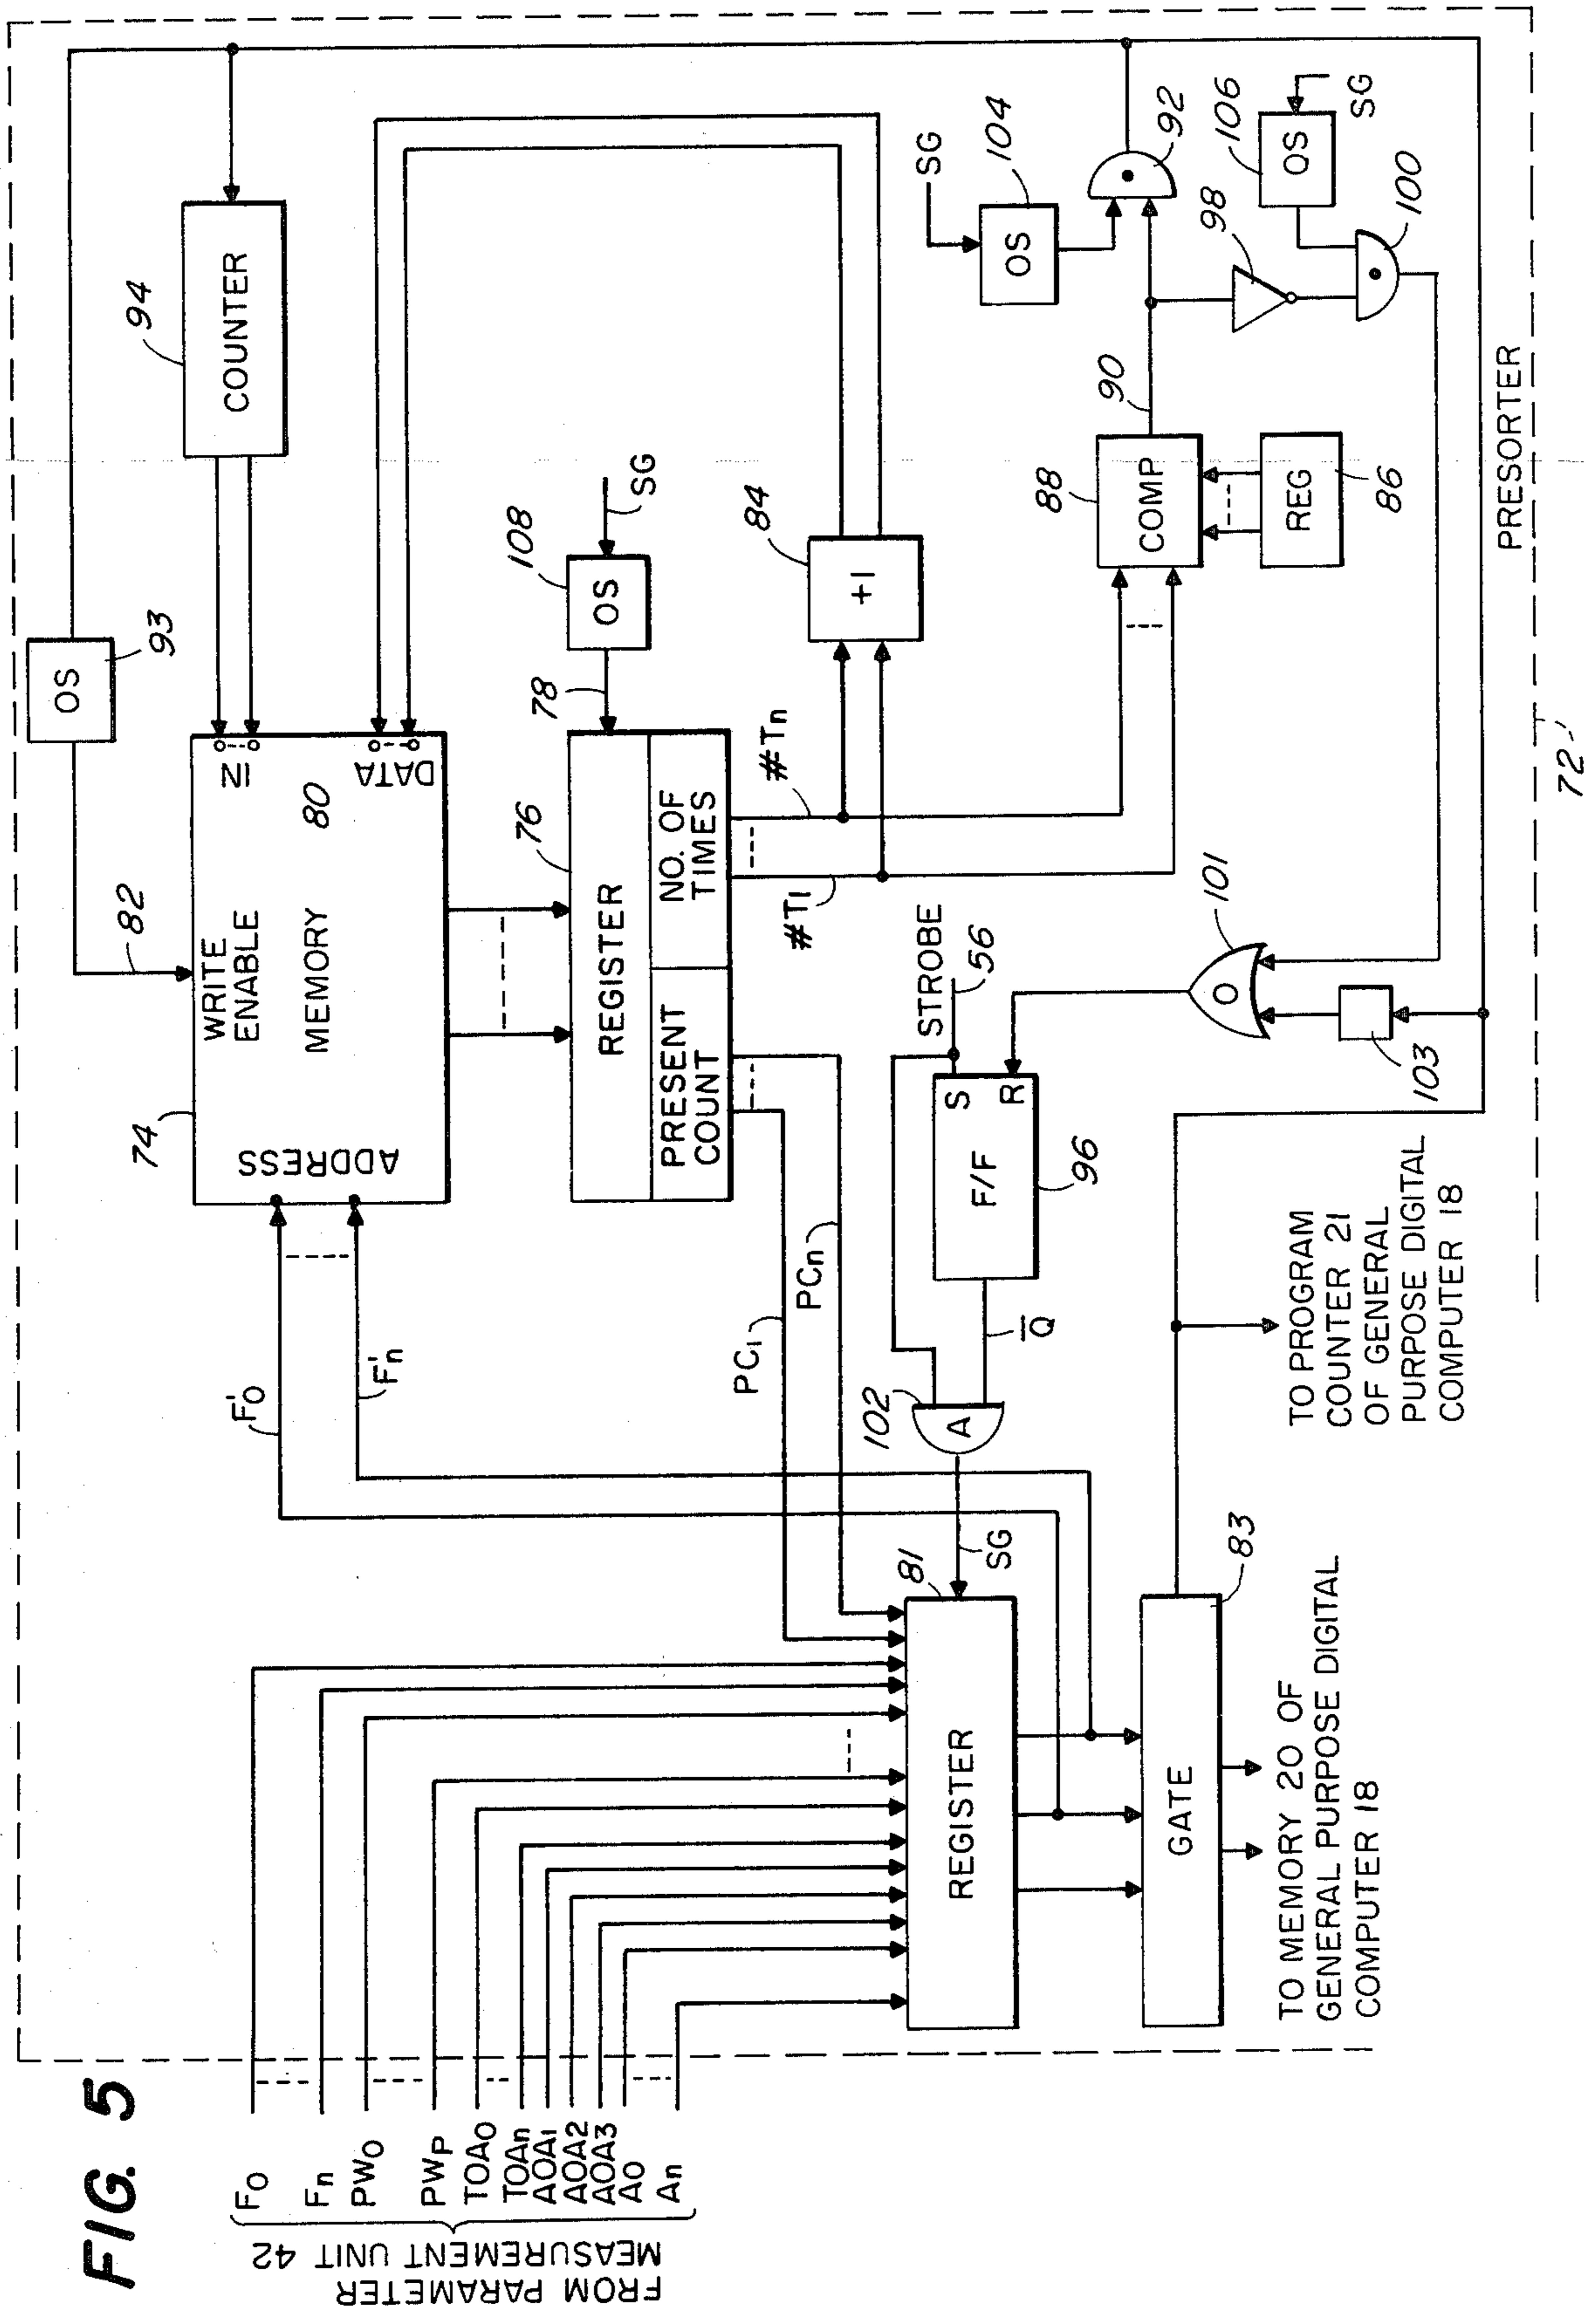 FIG. 5
FROM PARAMETER
MEASUREMENT UNIT 42
F0
Fn
PW0
PWP
TOA0
TOAn
AOA1
AOA2
AOA3
A0
An
F'0
F'n
74
ADDRESS
WRITE
ENABLE
MEMORY
80
IN
DATA
82
OS
93
94
COUNTER
76
REGISTER
PRESENT
COUNT
NO. OF
TIMES
78
OS
108
SG
PC1
PCn
#T1
#Tn
84
+1
102
A
Q̅
F/F
S
R
96
STROBE
56
SG
81
REGISTER
GATE
83
TO MEMORY 20 OF
GENERAL PURPOSE DIGITAL
COMPUTER 18
TO PROGRAM
COUNTER 21
OF GENERAL
PURPOSE DIGITAL
COMPUTER 18
101
O
103
88
COMP
REG
86
90
SG
OS
104
92
98
OS
106
SG
100
PRESORTER
72